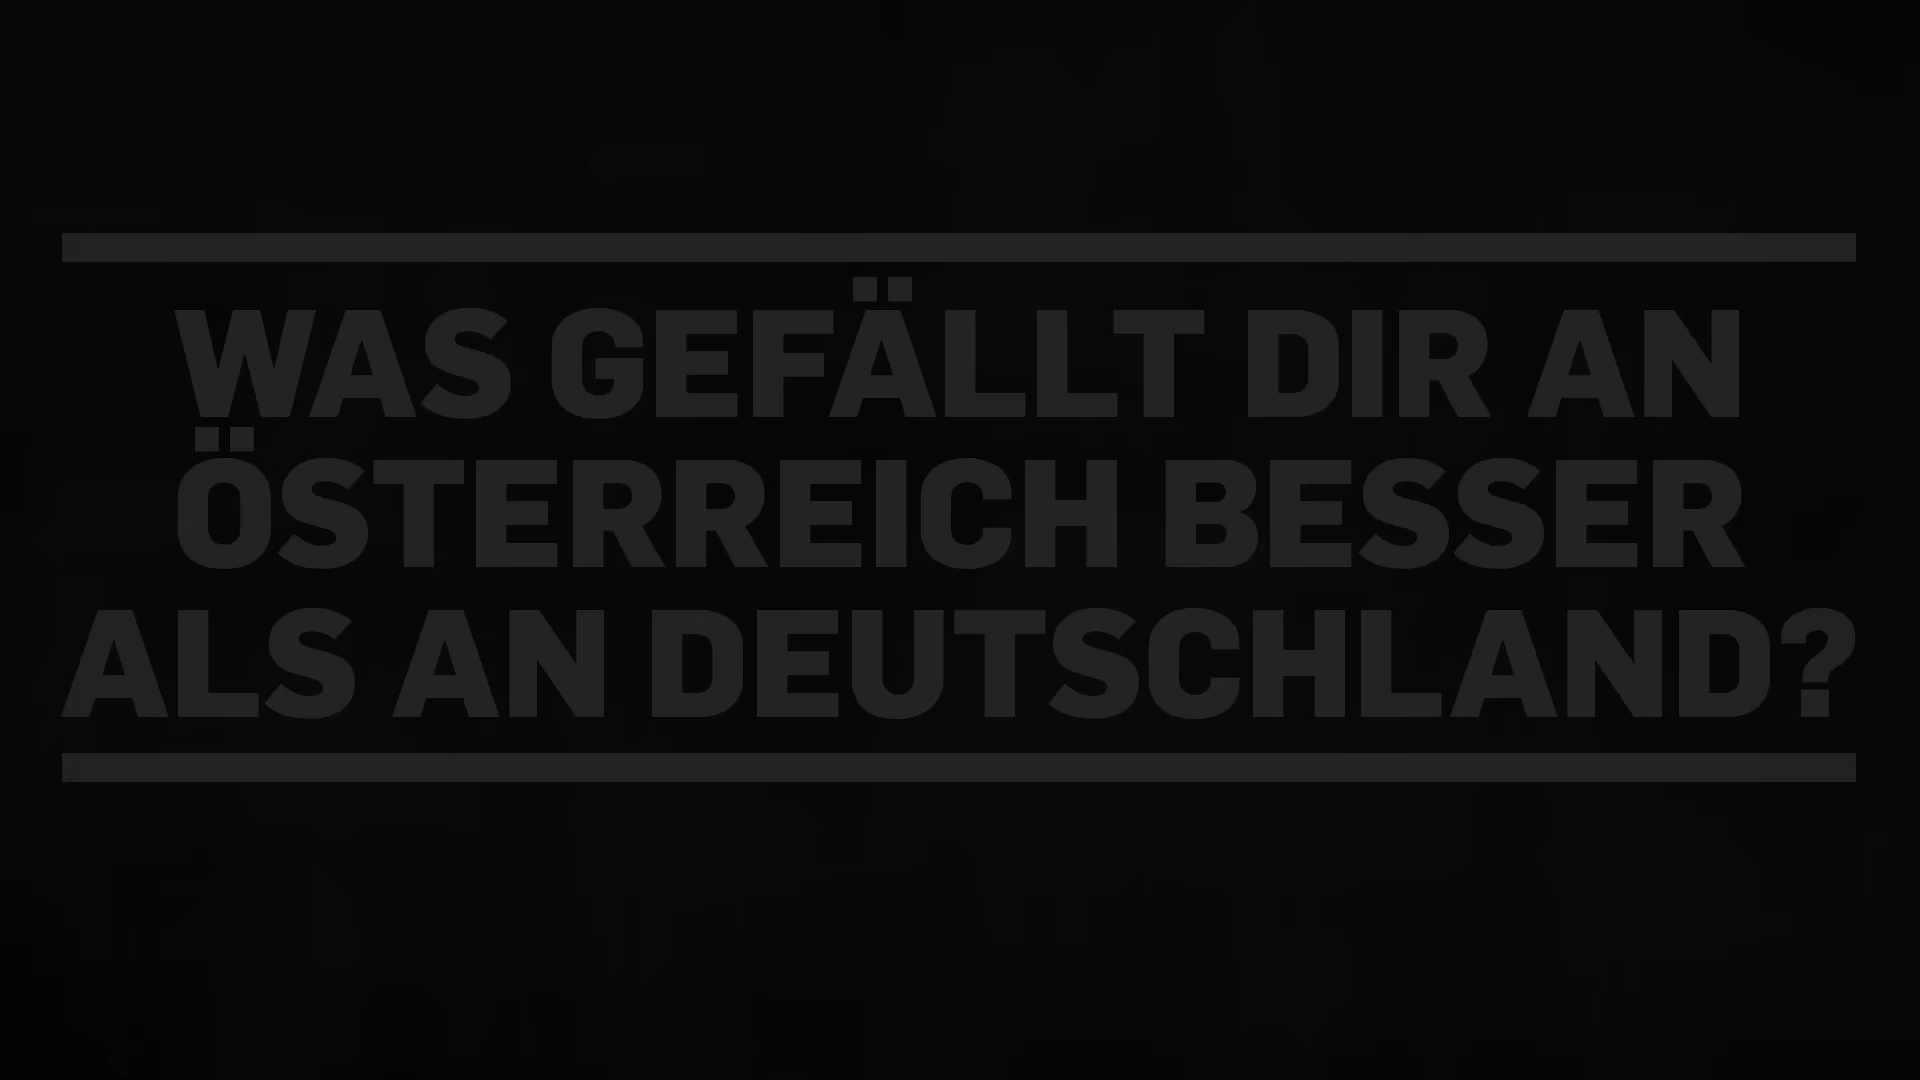 WAS GEFÄLLT DIR AN
ÖSTERREICH BESSER
ALS AN DEUTSCHLAND?